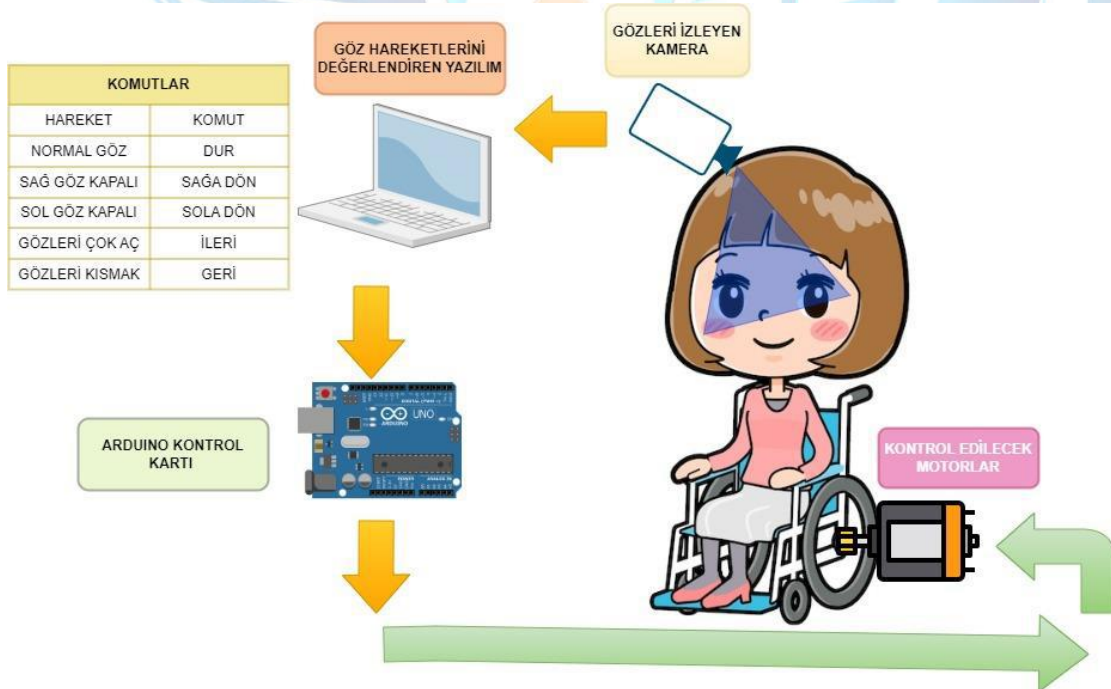 GÖZLERİ İZLEYEN
KAMERA
GÖZ HAREKETLERİNİ
DEĞERLENDİREN YAZILIM
KOMUTLAR
HAREKET KOMUT
NORMAL GÖZ DUR
SAĞ GÖZ KAPALI SAĞA DÖN
SOL GÖZ KAPALI SOLA DÖN
GÖZLERİ ÇOK AÇ İLERİ
GÖZLERİ KISMAK GERİ
UNO
ARDUINO
ARDUINO KONTROL
KARTI
KONTROL EDİLECEK
MOTORLAR